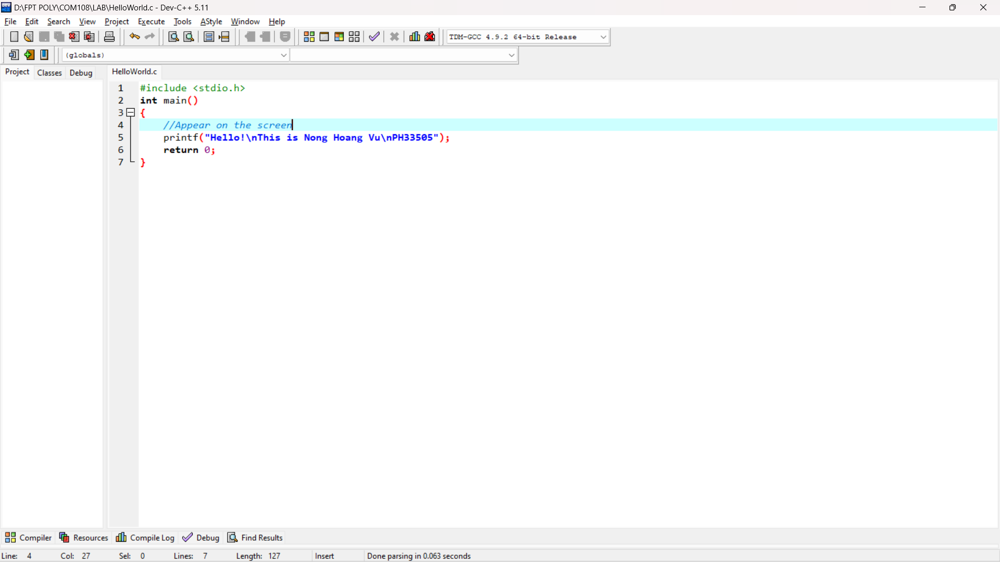 D:\FPT POLY\COM108\LAB\HelloWorld.c - Dev-C++ 5.11
File Edit Search View Project Execute Tools AStyle Window Help
TDM-GCC 4.9.2 64-bit Release
(globals)
Project Classes Debug HelloWorld.c
1 #include <stdio.h>
2 int main()
3 {
4 //Appear on the screen
5 printf("Hello!\nThis is Nong Hoang Vu\nPH33505");
6 return 0;
7 }
Compiler Resources Compile Log Debug Find Results
Line: 4 Col: 27 Sel: 0 Lines: 7 Length: 127 Insert Done parsing in 0.063 seconds